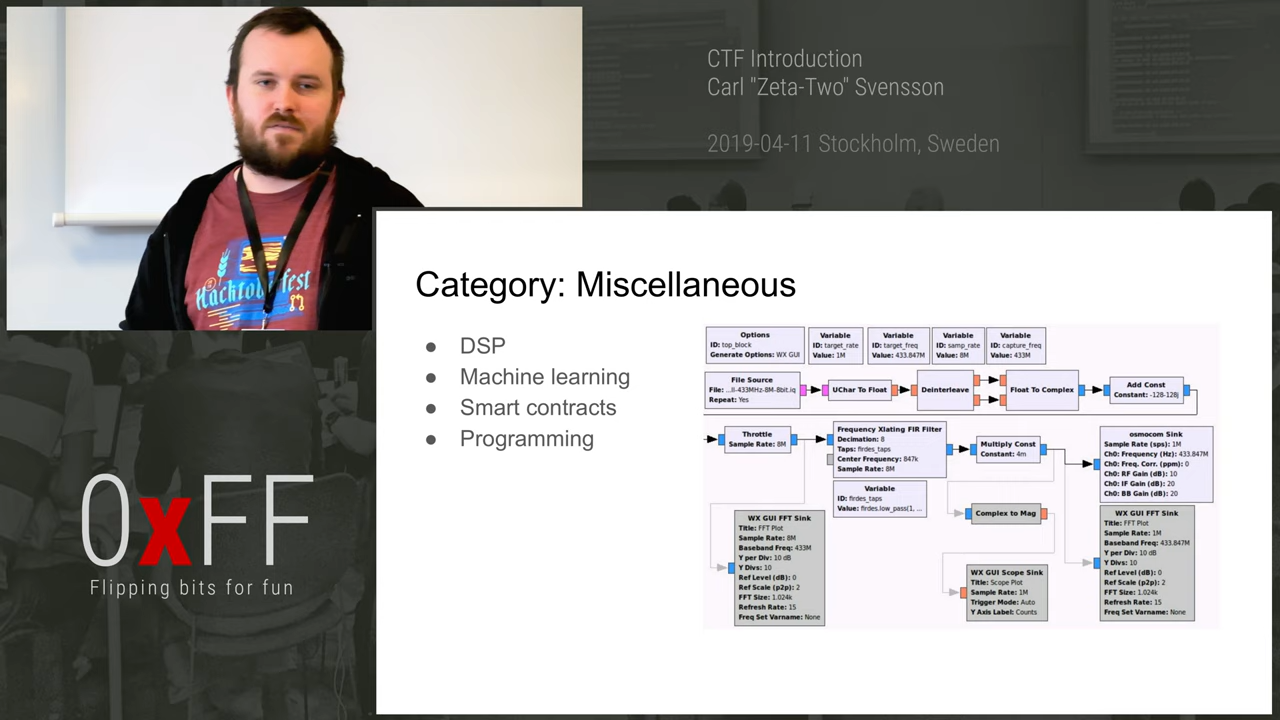 CTF Introduction
Carl "Zeta-Two" Svensson
2019-04-11 Stockholm, Sweden
Hacktoberfest
Category: Miscellaneous
● DSP
● Machine learning
● Smart contracts
● Programming
Options
ID: top_block
Generate Options: WX GUI
Variable
ID: target_rate
Value: 1M
Variable
ID: target_freq
Value: 433.847M
Variable
ID: samp_rate
Value: 8M
Variable
ID: capture_freq
Value: 433M
File Source
File: ...ll-433MHz-8M-8bit.iq
Repeat: Yes
UChar To Float
Deinterleave
Float To Complex
Add Const
Constant: -128-128j
Throttle
Sample Rate: 8M
Frequency Xlating FIR Filter
Decimation: 8
Taps: firdes_taps
Center Frequency: 847k
Sample Rate: 8M
Multiply Const
Constant: 4m
osmocom Sink
Sample Rate (sps): 1M
Ch0: Frequency (Hz): 433.847M
Ch0: Freq. Corr. (ppm): 0
Ch0: RF Gain (dB): 10
Ch0: IF Gain (dB): 20
Ch0: BB Gain (dB): 20
Variable
ID: firdes_taps
Value: firdes.low_pass(1, ...
Complex to Mag
WX GUI FFT Sink
Title: FFT Plot
Sample Rate: 8M
Baseband Freq: 433M
Y per Div: 10 dB
Y Divs: 10
Ref Level (dB): 0
Ref Scale (p2p): 2
FFT Size: 1.024k
Refresh Rate: 15
Freq Set Varname: None
WX GUI Scope Sink
Title: Scope Plot
Sample Rate: 1M
Trigger Mode: Auto
Y Axis Label: Counts
WX GUI FFT Sink
Title: FFT Plot
Sample Rate: 1M
Baseband Freq: 433.847M
Y per Div: 10 dB
Y Divs: 10
Ref Level (dB): 0
Ref Scale (p2p): 2
FFT Size: 1.024k
Refresh Rate: 15
Freq Set Varname: None
0xFF
Flipping bits for fun